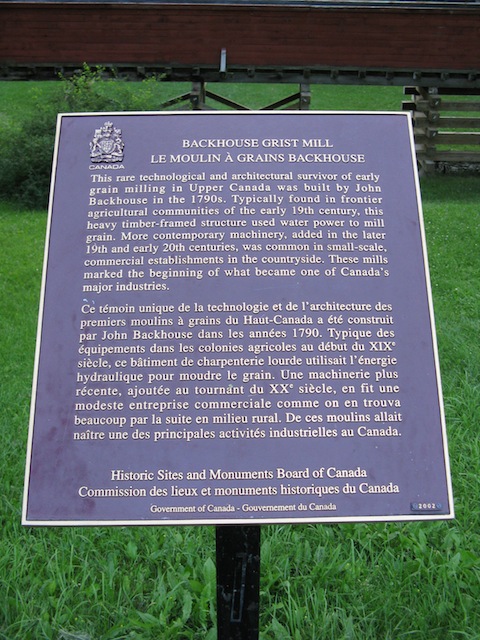 CANADA
BACKHOUSE GRIST MILL
LE MOULIN À GRAINS BACKHOUSE
This rare technological and architectural survivor of early
grain milling in Upper Canada was built by John
Backhouse in the 1790s. Typically found in frontier
agricultural communities of the early 19th century, this
heavy timber-framed structure used water power to mill
grain. More contemporary machinery, added in the later
19th and early 20th centuries, was common in small-scale,
commercial establishments in the countryside. These mills
marked the beginning of what became one of Canada's
major industries.
Ce témoin unique de la technologie et de l'architecture des
premiers moulins à grains du Haut-Canada a été construit
par John Backhouse dans les années 1790. Typique des
équipements dans les colonies agricoles au début du XIXe
siècle, ce bâtiment de charpenterie lourde utilisait l'énergie
hydraulique pour moudre le grain. Une machinerie plus
récente, ajoutée au tournant du XXe siècle, en fit une
modeste entreprise commerciale comme on en trouva
beaucoup par la suite en milieu rural. De ces moulins allait
naître une des principales activités industrielles au Canada.
Historic Sites and Monuments Board of Canada
Commission des lieux et monuments historiques du Canada
Government of Canada - Gouvernement du Canada
2002